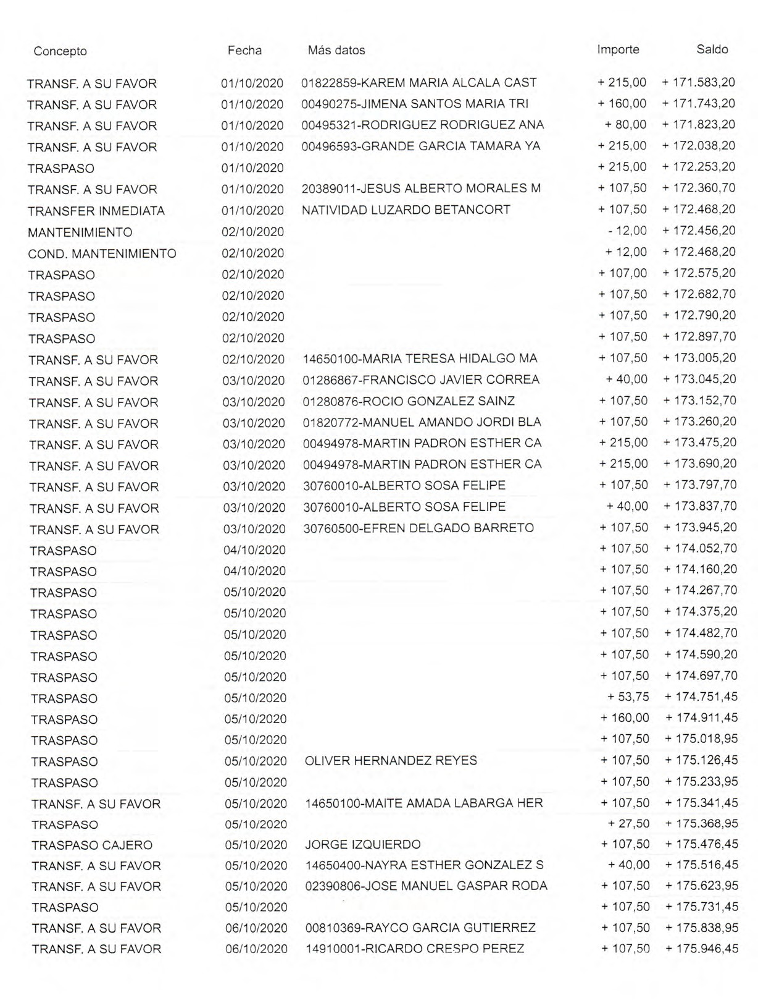 Concepto Fecha Más datos Importe Saldo
TRANSF. A SU FAVOR 01/10/2020 01822859-KAREM MARIA ALCALA CAST + 215,00 + 171.583,20
TRANSF. A SU FAVOR 01/10/2020 00490275-JIMENA SANTOS MARIA TRI + 160,00 + 171.743,20
TRANSF. A SU FAVOR 01/10/2020 00495321-RODRIGUEZ RODRIGUEZ ANA + 80,00 + 171.823,20
TRANSF. A SU FAVOR 01/10/2020 00496593-GRANDE GARCIA TAMARA YA + 215,00 + 172.038,20
TRASPASO 01/10/2020 + 215,00 + 172.253,20
TRANSF. A SU FAVOR 01/10/2020 20389011-JESUS ALBERTO MORALES M + 107,50 + 172.360,70
TRANSFER INMEDIATA 01/10/2020 NATIVIDAD LUZARDO BETANCORT + 107,50 + 172.468,20
MANTENIMIENTO 02/10/2020 - 12,00 + 172.456,20
COND. MANTENIMIENTO 02/10/2020 + 12,00 + 172.468,20
TRASPASO 02/10/2020 + 107,00 + 172.575,20
TRASPASO 02/10/2020 + 107,50 + 172.682,70
TRASPASO 02/10/2020 + 107,50 + 172.790,20
TRASPASO 02/10/2020 + 107,50 + 172.897,70
TRANSF. A SU FAVOR 02/10/2020 14650100-MARIA TERESA HIDALGO MA + 107,50 + 173.005,20
TRANSF. A SU FAVOR 03/10/2020 01286867-FRANCISCO JAVIER CORREA + 40,00 + 173.045,20
TRANSF. A SU FAVOR 03/10/2020 01280876-ROCIO GONZALEZ SAINZ + 107,50 + 173.152,70
TRANSF. A SU FAVOR 03/10/2020 01820772-MANUEL AMANDO JORDI BLA + 107,50 + 173.260,20
TRANSF. A SU FAVOR 03/10/2020 00494978-MARTIN PADRON ESTHER CA + 215,00 + 173.475,20
TRANSF. A SU FAVOR 03/10/2020 00494978-MARTIN PADRON ESTHER CA + 215,00 + 173.690,20
TRANSF. A SU FAVOR 03/10/2020 30760010-ALBERTO SOSA FELIPE + 107,50 + 173.797,70
TRANSF. A SU FAVOR 03/10/2020 30760010-ALBERTO SOSA FELIPE + 40,00 + 173.837,70
TRANSF. A SU FAVOR 03/10/2020 30760500-EFREN DELGADO BARRETO + 107,50 + 173.945,20
TRASPASO 04/10/2020 + 107,50 + 174.052,70
TRASPASO 04/10/2020 + 107,50 + 174.160,20
TRASPASO 05/10/2020 + 107,50 + 174.267,70
TRASPASO 05/10/2020 + 107,50 + 174.375,20
TRASPASO 05/10/2020 + 107,50 + 174.482,70
TRASPASO 05/10/2020 + 107,50 + 174.590,20
TRASPASO 05/10/2020 + 107,50 + 174.697,70
TRASPASO 05/10/2020 + 53,75 + 174.751,45
TRASPASO 05/10/2020 + 160,00 + 174.911,45
TRASPASO 05/10/2020 + 107,50 + 175.018,95
TRASPASO 05/10/2020 OLIVER HERNANDEZ REYES + 107,50 + 175.126,45
TRASPASO 05/10/2020 + 107,50 + 175.233,95
TRANSF. A SU FAVOR 05/10/2020 14650100-MAITE AMADA LABARGA HER + 107,50 + 175.341,45
TRASPASO 05/10/2020 + 27,50 + 175.368,95
TRASPASO CAJERO 05/10/2020 JORGE IZQUIERDO + 107,50 + 175.476,45
TRANSF. A SU FAVOR 05/10/2020 14650400-NAYRA ESTHER GONZALEZ S + 40,00 + 175.516,45
TRANSF. A SU FAVOR 05/10/2020 02390806-JOSE MANUEL GASPAR RODA + 107,50 + 175.623,95
TRASPASO 05/10/2020 + 107,50 + 175.731,45
TRANSF. A SU FAVOR 06/10/2020 00810369-RAYCO GARCIA GUTIERREZ + 107,50 + 175.838,95
TRANSF. A SU FAVOR 06/10/2020 14910001-RICARDO CRESPO PEREZ + 107,50 + 175.946,45